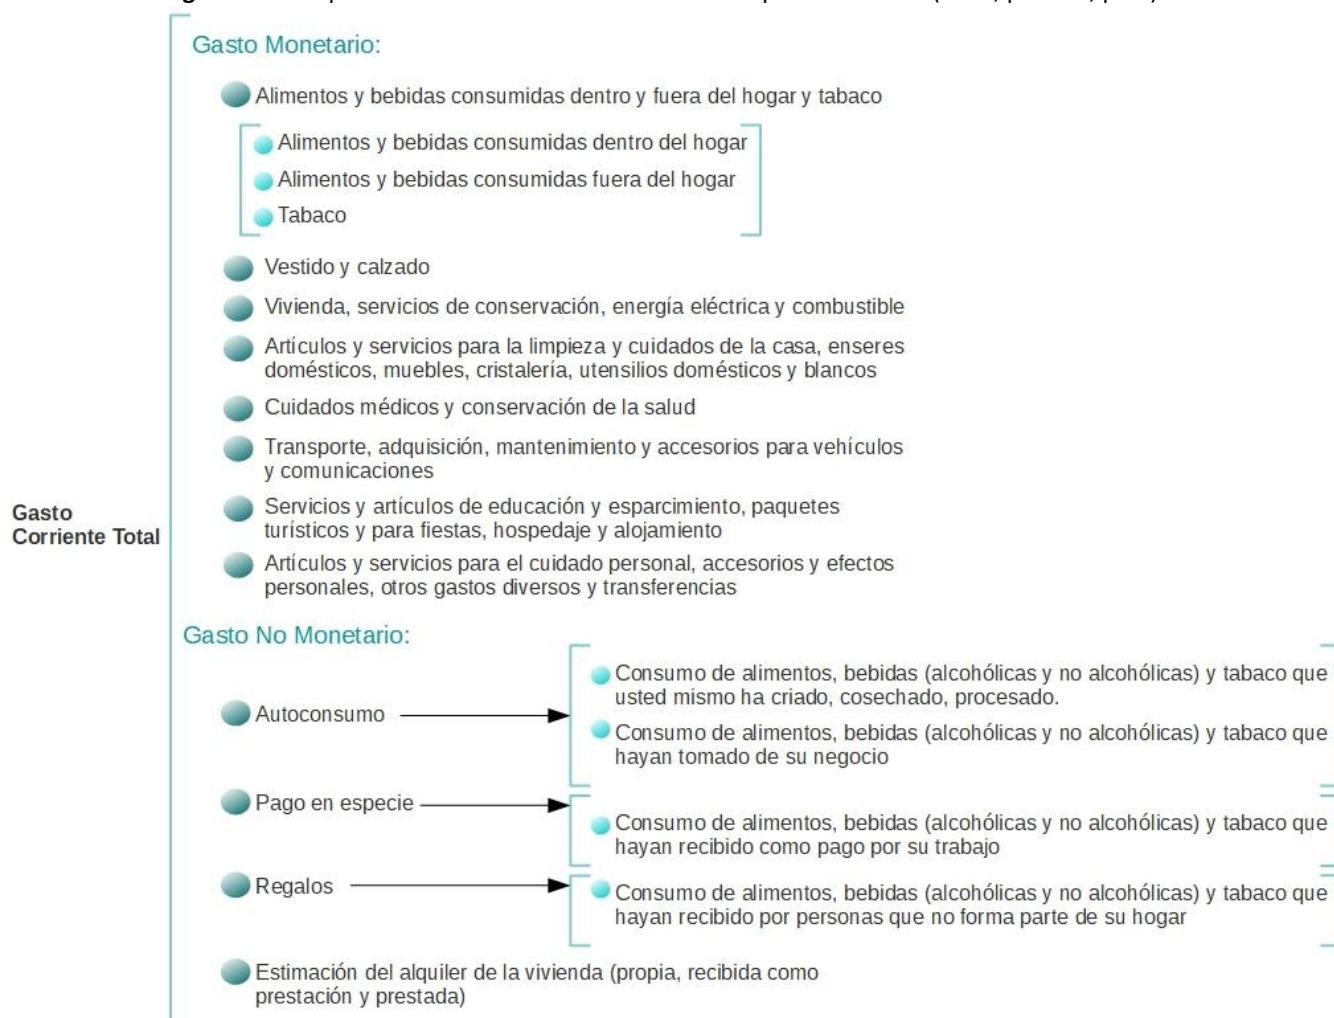 Gasto Monetario:
Alimentos y bebidas consumidas dentro y fuera del hogar y tabaco
Alimentos y bebidas consumidas dentro del hogar
Alimentos y bebidas consumidas fuera del hogar
Tabaco
Vestido y calzado
Vivienda, servicios de conservación, energía eléctrica y combustible
Artículos y servicios para la limpieza y cuidados de la casa, enseres
domésticos, muebles, cristalería, utensilios domésticos y blancos
Cuidados médicos y conservación de la salud
Transporte, adquisición, mantenimiento y accesorios para vehículos
y comunicaciones
Servicios y artículos de educación y esparcimiento, paquetes
turísticos y para fiestas, hospedaje y alojamiento
Artículos y servicios para el cuidado personal, accesorios y efectos
personales, otros gastos diversos y transferencias
Gasto
Corriente Total
Gasto No Monetario:
Autoconsumo
Consumo de alimentos, bebidas (alcohólicas y no alcohólicas) y tabaco que
usted mismo ha criado, cosechado, procesado.
Consumo de alimentos, bebidas (alcohólicas y no alcohólicas) y tabaco que
hayan tomado de su negocio
Pago en especie
Consumo de alimentos, bebidas (alcohólicas y no alcohólicas) y tabaco que
hayan recibido como pago por su trabajo
Regalos
Consumo de alimentos, bebidas (alcohólicas y no alcohólicas) y tabaco que
hayan recibido por personas que no forma parte de su hogar
Estimación del alquiler de la vivienda (propia, recibida como
prestación y prestada)